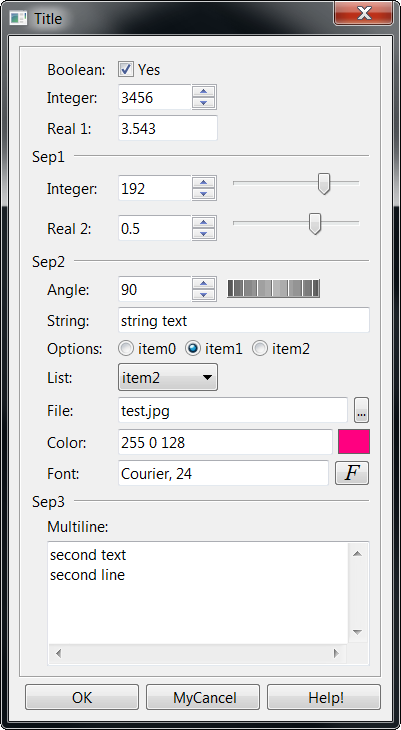 Title
Boolean: Yes
Integer: 3456
Real 1: 3.543
Sep1
Integer: 192
Real 2: 0.5
Sep2
Angle: 90
String: string text
Options: item0 item1 item2
List: item2
File: test.jpg ...
Color: 255 0 128
Font: Courier, 24 F
Sep3
Multiline:
second text
second line
OK MyCancel Help!